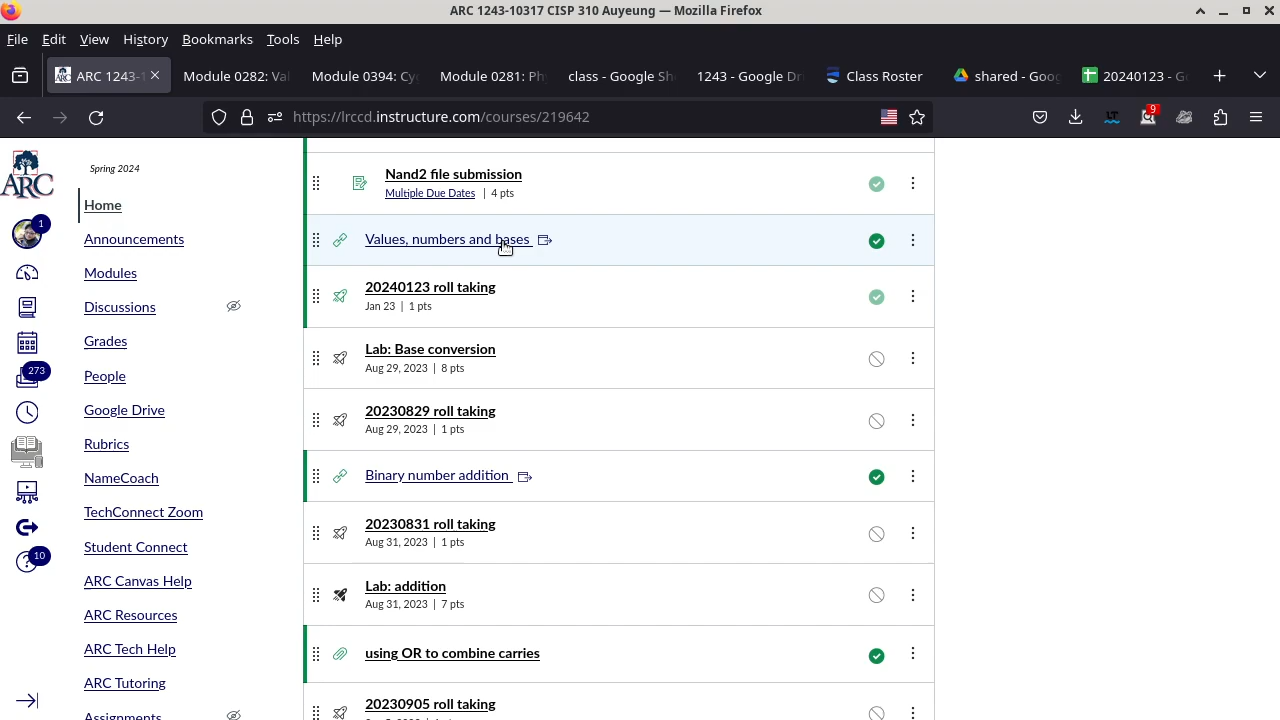 ARC 1243-10317 CISP 310 Auyeung — Mozilla Firefox
File Edit View History Bookmarks Tools Help
ARC 1243-1
Module 0282: Val
Module 0394: Cy
Module 0281: Ph
class - Google Sh
1243 - Google Dr
Class Roster
shared - Goog
20240123 - G
https://lrccd.instructure.com/courses/219642
9
ARC
1
273
10
Spring 2024
Home
Announcements
Modules
Discussions
Grades
People
Google Drive
Rubrics
NameCoach
TechConnect Zoom
Student Connect
ARC Canvas Help
ARC Resources
ARC Tech Help
ARC Tutoring
Assignments
Nand2 file submission
Multiple Due Dates | 4 pts
Values, numbers and bases
20240123 roll taking
Jan 23 | 1 pts
Lab: Base conversion
Aug 29, 2023 | 8 pts
20230829 roll taking
Aug 29, 2023 | 1 pts
Binary number addition
20230831 roll taking
Aug 31, 2023 | 1 pts
Lab: addition
Aug 31, 2023 | 7 pts
using OR to combine carries
20230905 roll taking